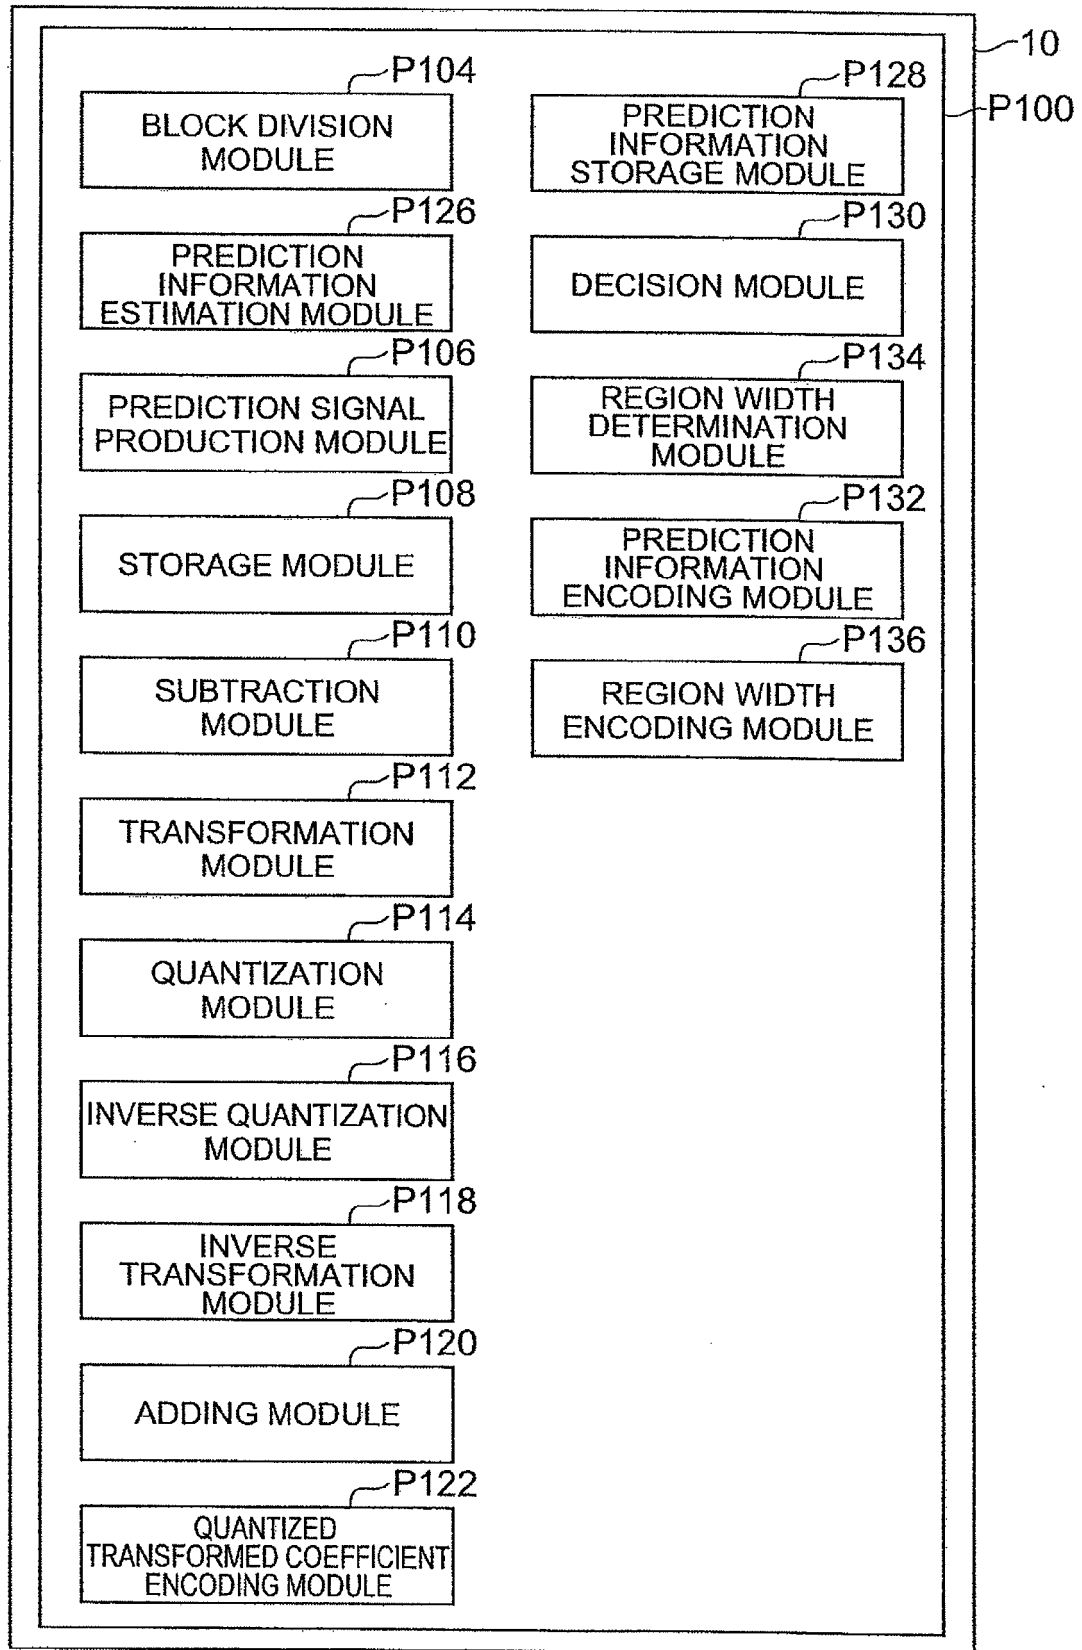 10
P100
P104
BLOCK DIVISION
MODULE
P126
PREDICTION
INFORMATION
ESTIMATION MODULE
P106
PREDICTION SIGNAL
PRODUCTION MODULE
P108
STORAGE MODULE
P110
SUBTRACTION
MODULE
P112
TRANSFORMATION
MODULE
P114
QUANTIZATION
MODULE
P116
INVERSE QUANTIZATION
MODULE
P118
INVERSE
TRANSFORMATION
MODULE
P120
ADDING MODULE
P122
QUANTIZED
TRANSFORMED COEFFICIENT
ENCODING MODULE
P128
PREDICTION
INFORMATION
STORAGE MODULE
P130
DECISION MODULE
P134
REGION WIDTH
DETERMINATION
MODULE
P132
PREDICTION
INFORMATION
ENCODING MODULE
P136
REGION WIDTH
ENCODING MODULE